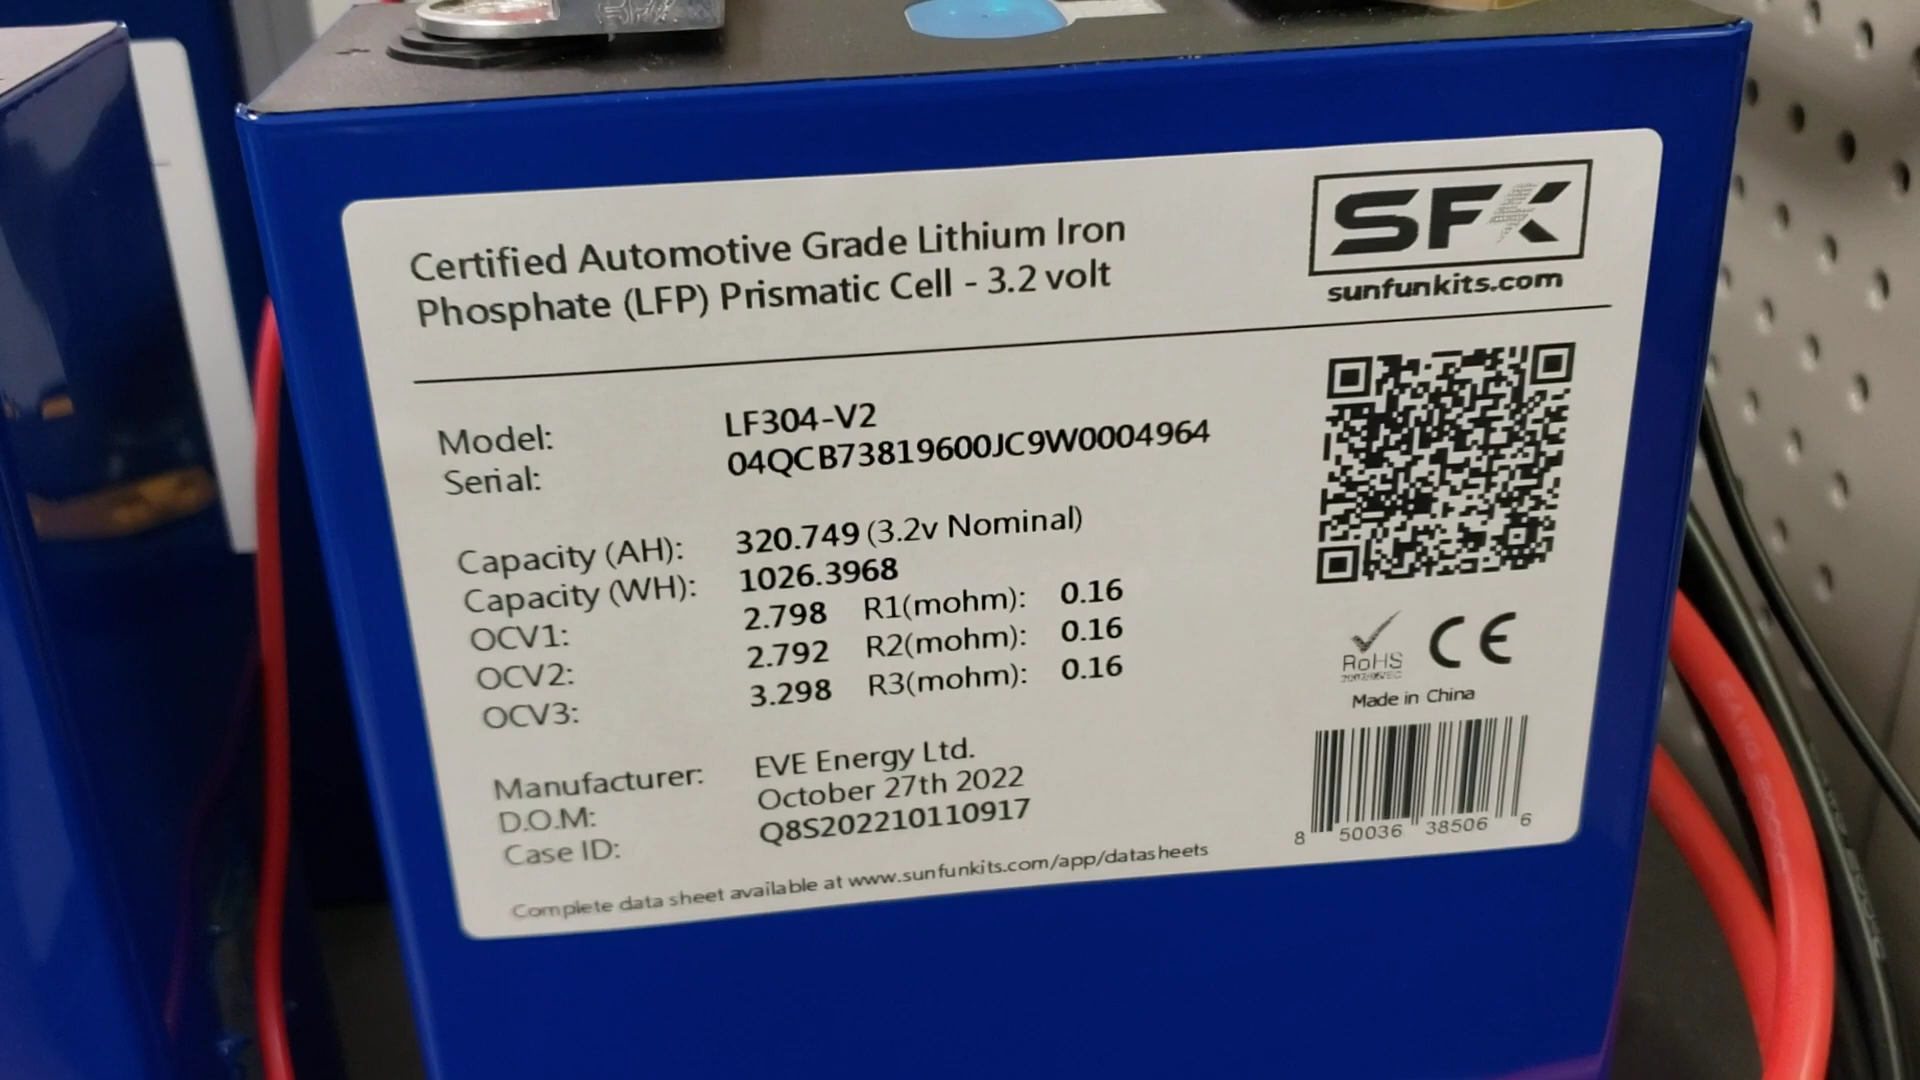 Certified Automotive Grade Lithium Iron
Phosphate (LFP) Prismatic Cell - 3.2 volt
SFK
sunfunkits.com
Model: LF304-V2
Serial: 04QCB73819600JC9W0004964
Capacity (AH): 320.749 (3.2v Nominal)
Capacity (WH): 1026.3968
OCV1: 2.798 R1(mohm): 0.16
OCV2: 2.792 R2(mohm): 0.16
OCV3: 3.298 R3(mohm): 0.16
Manufacturer: EVE Energy Ltd.
D.O.M: October 27th 2022
Case ID: Q8S202210110917
Complete data sheet available at www.sunfunkits.com/app/datasheets
RoHS
CE
Made in China
8 50036 38506 6